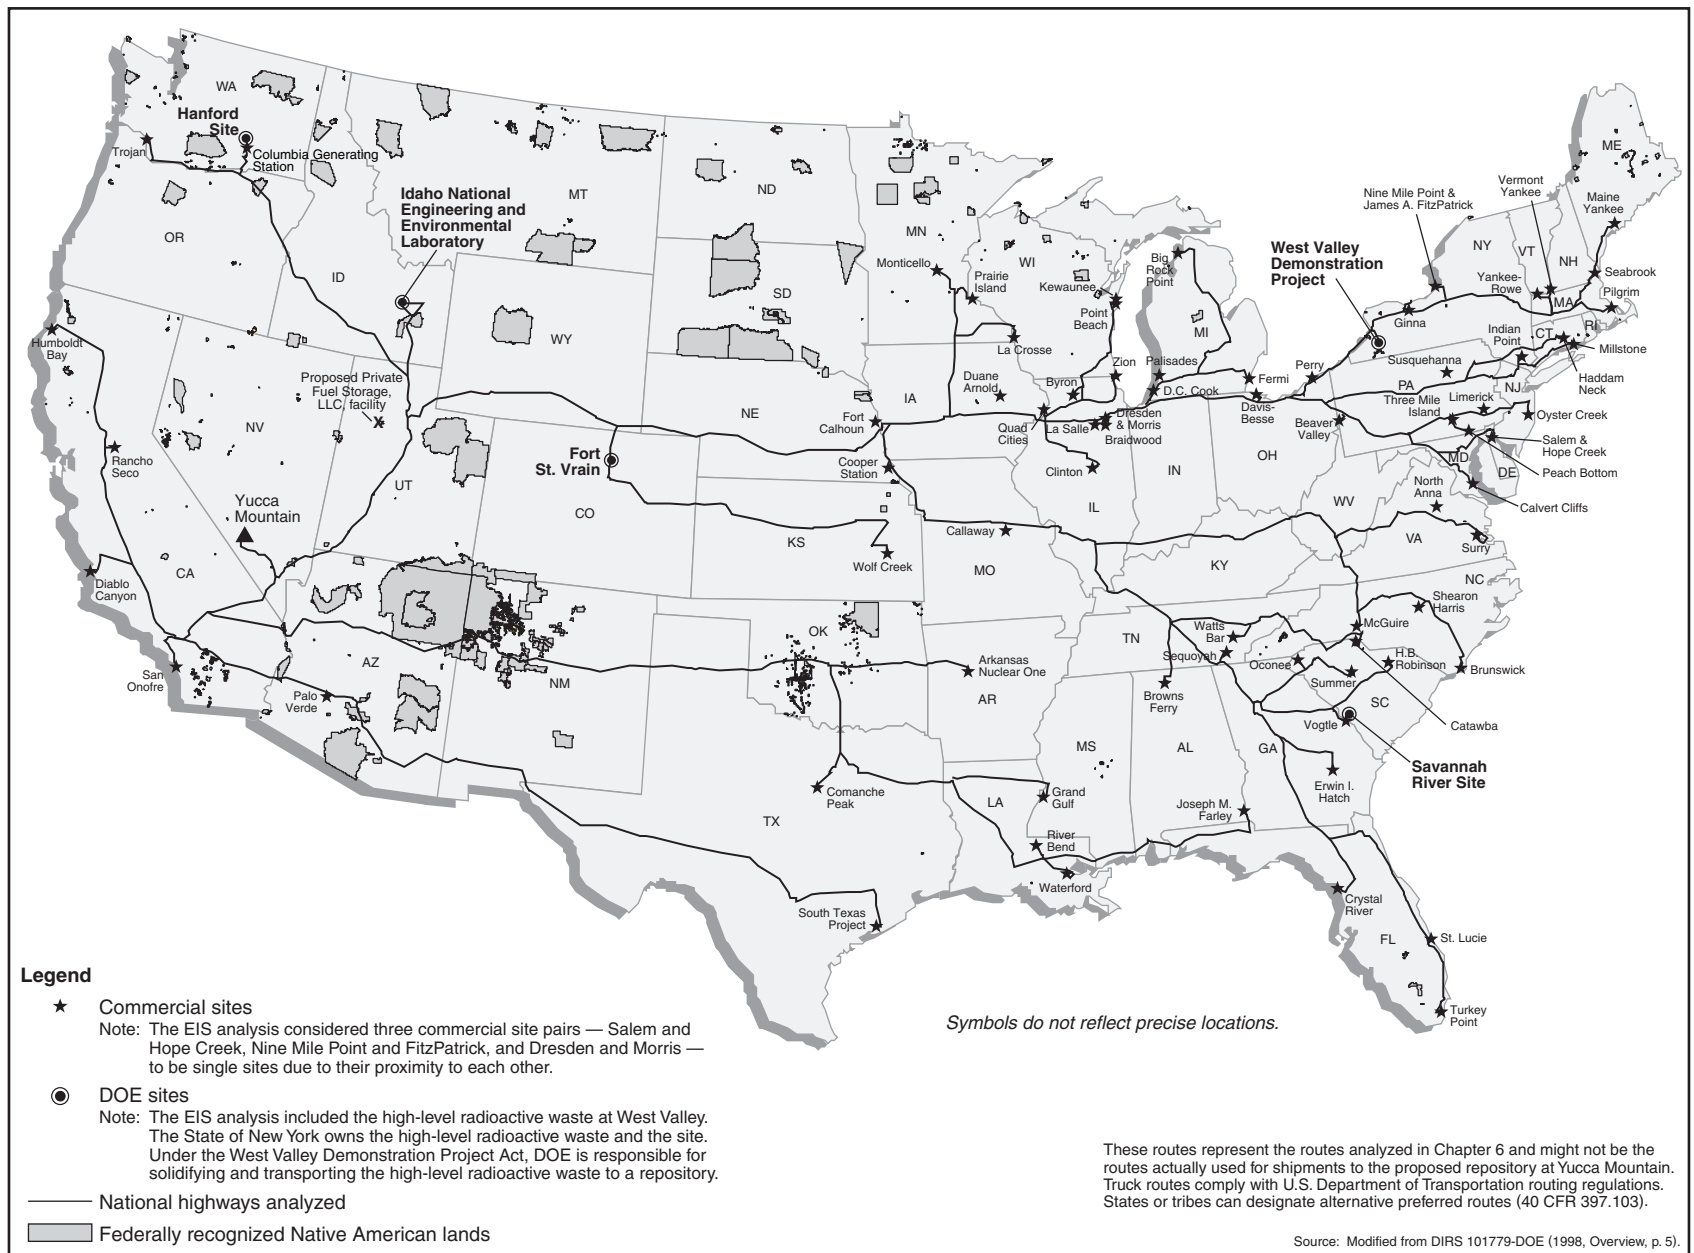 WA
Hanford
Site
Trojan
Columbia Generating
Station
Idaho National
Engineering and
Environmental
Laboratory
MT
ND
OR
ID
MN
Monticello
Prairie
Island
WI
Kewaunee
Point
Beach
Big
Rock
Point
MI
West Valley
Demonstration
Project
Nine Mile Point &
James A. FitzPatrick
Vermont
Yankee
ME
Maine
Yankee
NY
VT
NH
Seabrook
Yankee-
Rowe
MA
Pilgrim
Ginna
Indian
Point
CT
RI
Millstone
Haddam
Neck
Susquehanna
SD
WY
Humboldt
Bay
La Crosse
Zion
Palisades
Fermi
Perry
PA
NJ
Proposed Private
Fuel Storage,
LLC, facility
Duane
Arnold
Byron
D.C. Cook
Davis-
Besse
Three Mile
Island
Limerick
Oyster Creek
NE
IA
Fort
Calhoun
Quad
Cities
La Salle
Dresden
& Morris
Braidwood
Beaver
Valley
Salem &
Hope Creek
Peach Bottom
MD
DE
NV
Rancho
Seco
Fort
St. Vrain
Cooper
Station
Clinton
IN
OH
North
Anna
Calvert Cliffs
UT
Yucca
Mountain
CO
IL
WV
KS
Callaway
VA
Surry
Wolf Creek
MO
KY
CA
Diablo
Canyon
NC
Shearon
Harris
OK
TN
Watts
Bar
McGuire
Sequoyah
Oconee
H.B.
Robinson
Brunswick
AZ
San
Onofre
Palo
Verde
NM
Arkansas
Nuclear One
AR
Browns
Ferry
Summer
SC
Catawba
Vogtle
MS
AL
GA
Savannah
River Site
Comanche
Peak
TX
LA
Grand
Gulf
Joseph M.
Farley
Erwin I.
Hatch
River
Bend
Waterford
Crystal
River
South Texas
Project
FL
St. Lucie
Turkey
Point
Legend
Commercial sites
Note: The EIS analysis considered three commercial site pairs — Salem and
Hope Creek, Nine Mile Point and FitzPatrick, and Dresden and Morris —
to be single sites due to their proximity to each other.
DOE sites
Note: The EIS analysis included the high-level radioactive waste at West Valley.
The State of New York owns the high-level radioactive waste and the site.
Under the West Valley Demonstration Project Act, DOE is responsible for
solidifying and transporting the high-level radioactive waste to a repository.
National highways analyzed
Federally recognized Native American lands
Symbols do not reflect precise locations.
These routes represent the routes analyzed in Chapter 6 and might not be the
routes actually used for shipments to the proposed repository at Yucca Mountain.
Truck routes comply with U.S. Department of Transportation routing regulations.
States or tribes can designate alternative preferred routes (40 CFR 397.103).
Source: Modified from DIRS 101779-DOE (1998, Overview, p. 5).